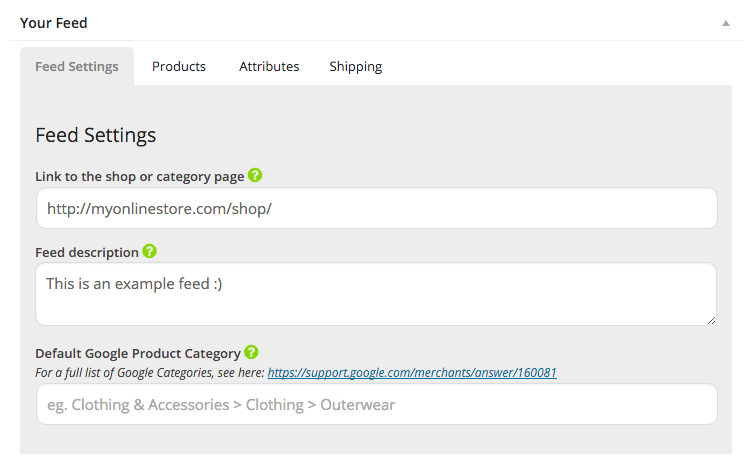 Your Feed
Feed Settings Products Attributes Shipping
Feed Settings
Link to the shop or category page ?
http://myonlinestore.com/shop/
Feed description ?
This is an example feed :)
Default Google Product Category ?
For a full list of Google Categories, see here: https://support.google.com/merchants/answer/160081
eg. Clothing & Accessories > Clothing > Outerwear